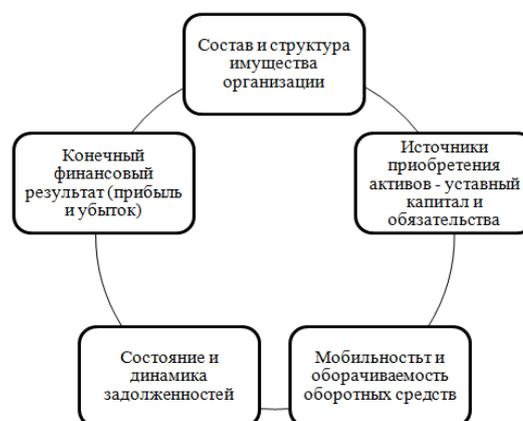 Состав и структура
имущества
организации
Источники
приобретения
активов - уставный
капитал и
обязательства
Мобильностьт и
оборачиваемость
оборотных средств
Состояние и
динамика
задолженностей
Конечный
финансовый
результат (прибыль
и убыток)